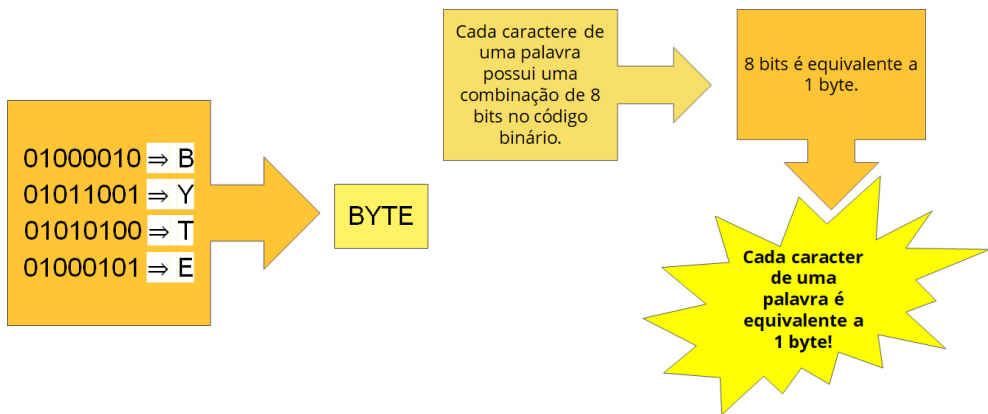 01000010 ⇒ B
01011001 ⇒ Y
01010100 ⇒ T
01000101 ⇒ E
BYTE
Cada caractere de
uma palavra
possui uma
combinação de 8
bits no código
binário.
8 bits é equivalente a
1 byte.
Cada caracter
de uma
palavra é
equivalente a
1 byte!